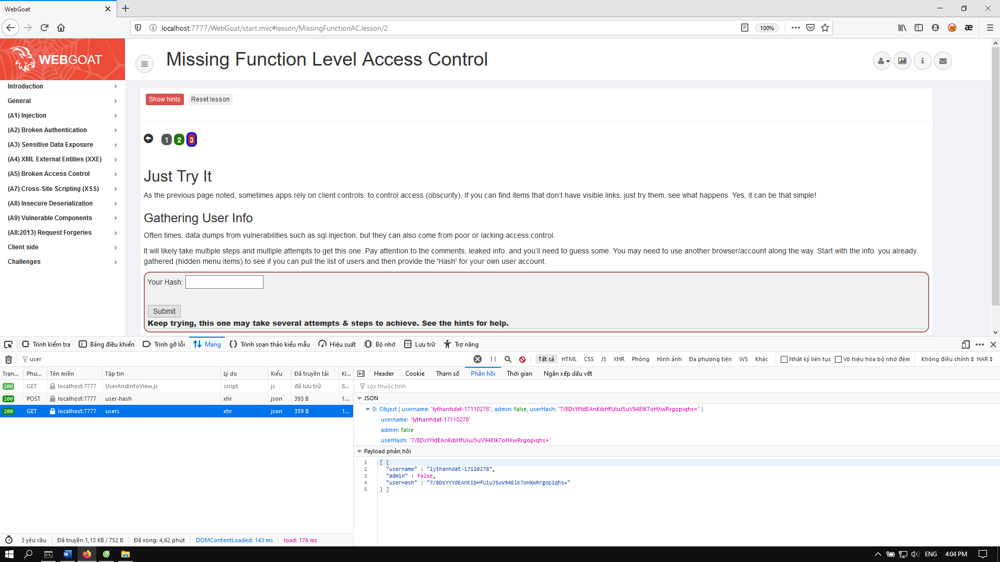 WebGoat
localhost:7777/WebGoat/start.mvc#lesson/MissingFunctionAC.lesson/2
100%
WEBGOAT
Missing Function Level Access Control
Introduction
General
(A1) Injection
(A2) Broken Authentication
(A3) Sensitive Data Exposure
(A4) XML External Entities (XXE)
(A5) Broken Access Control
(A7) Cross-Site Scripting (XSS)
(A8) Insecure Deserialization
(A9) Vulnerable Components
(A8:2013) Request Forgeries
Client side
Challenges
Show hints Reset lesson
1 2 3
Just Try It
As the previous page noted, sometimes apps rely on client controls. to control access (obscurity). If you can find items that don't have visible links, just try them, see what happens. Yes, it can be that simple!
Gathering User Info
Often times, data dumps from vulnerabilities such as sql injection, but they can also come from poor or lacking access control.
It will likely take multiple steps and multiple attempts to get this one. Pay attention to the comments, leaked info. and you'll need to guess some. You may need to use another browser/account along the way. Start with the info. you already
gathered (hidden menu items) to see if you can pull the list of users and then provide the 'Hash' for your own user account.
Your Hash:
Submit
Keep trying, this one may take several attempts & steps to achieve. See the hints for help.
Trình kiểm tra Bảng điều khiển Trình gỡ lỗi Mạng Trình soạn thảo kiểu mẫu Hiệu suất Bộ nhớ Lưu trữ Trợ năng
user
Tất cả HTML CSS JS XHR Phông Hình ảnh Đa phương tiện WS Khác Nhật ký liên tục Vô hiệu hóa bộ nhớ đệm Không điều chỉnh HAR
Trạn... Phư... Tên miền Tập tin Lý do Kiểu Đã truyền tải Kí...
200 GET localhost:7777 UserAndInfoView.js script js đã lưu trữ 8...
200 POST localhost:7777 user-hash xhr json 393 B 1...
200 GET localhost:7777 users xhr json 359 B 1...
Header Cookie Tham số Phản hồi Thời gian Ngăn xếp dấu vết
Lọc thuộc tính
JSON
0: Object { username: "lythanhdat-17110278", admin: false, userHash: "7/8DsYYYdEAnKibHfUiuJ5uV94ElK7oHXwRrgopiqhs=" }
username: "lythanhdat-17110278"
admin: false
userHash: "7/8DsYYYdEAnKibHfUiuJ5uV94ElK7oHXwRrgopiqhs="
Payload phản hồi
1 [ {
2 "username" : "lythanhdat-17110278",
3 "admin" : false,
4 "userHash" : "7/8DsYYYdEAnKibHfUiuJ5uV94ElK7oHXwRrgopiqhs="
5 } ]
3 yêu cầu Đã truyền 1,13 KB / 752 B Đã xong: 4,62 phút DOMContentLoaded: 143 ms load: 176 ms
ENG 4:04 PM